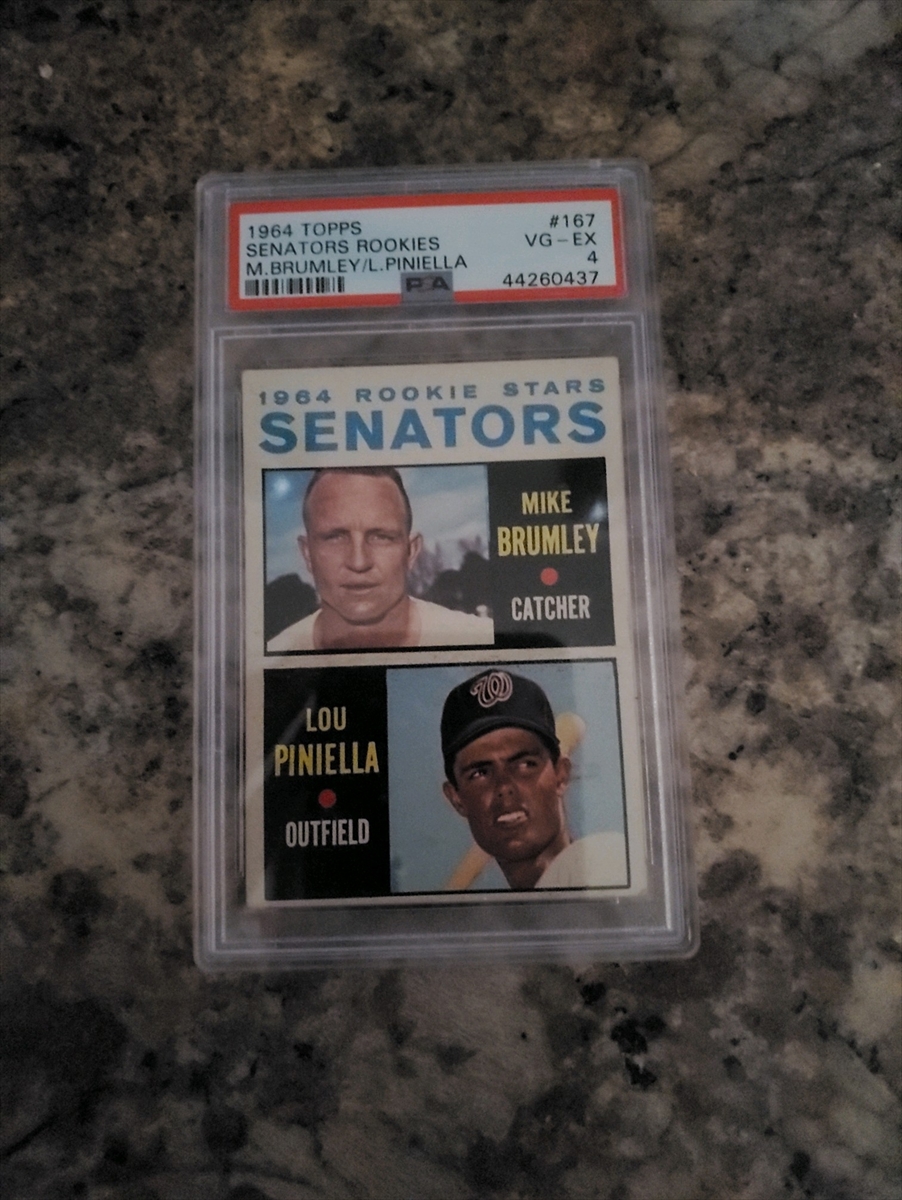 1964 TOPPS #167
SENATORS ROOKIES VG-EX
M.BRUMLEY/L.PINIELLA 4
PSA 44260437
1964 ROOKIE STARS
SENATORS
MIKE
BRUMLEY
CATCHER
LOU
PINIELLA
OUTFIELD
W